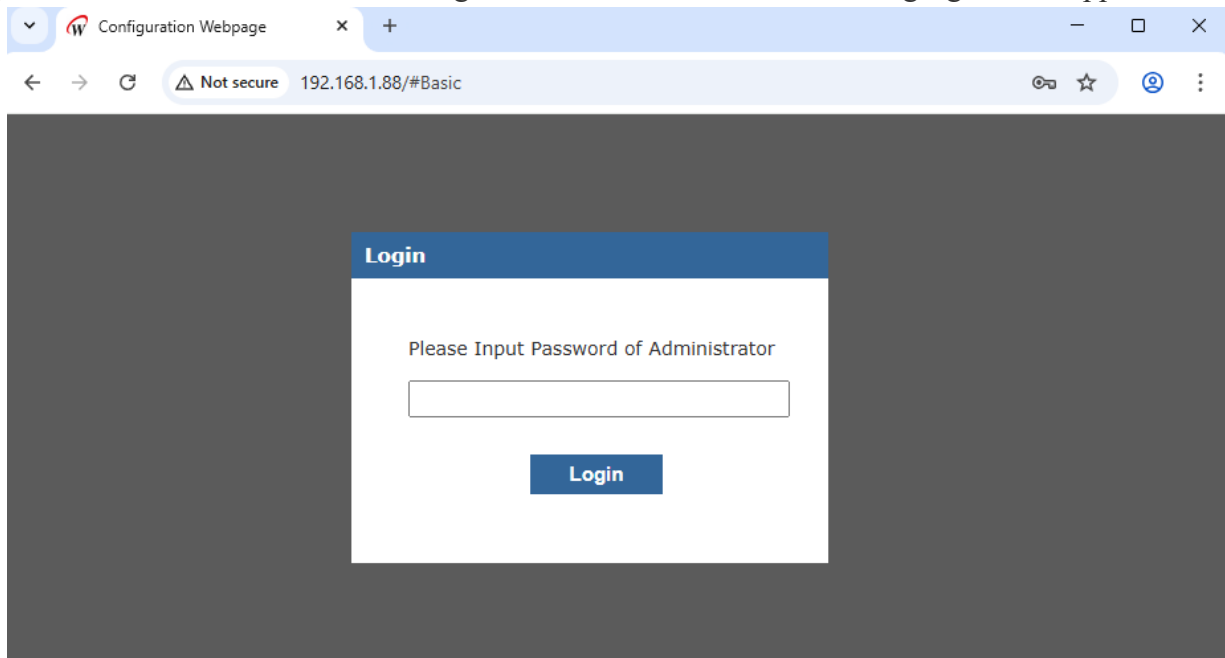 Configuration Webpage
Not secure 192.168.1.88/#Basic
Login
Please Input Password of Administrator
Login